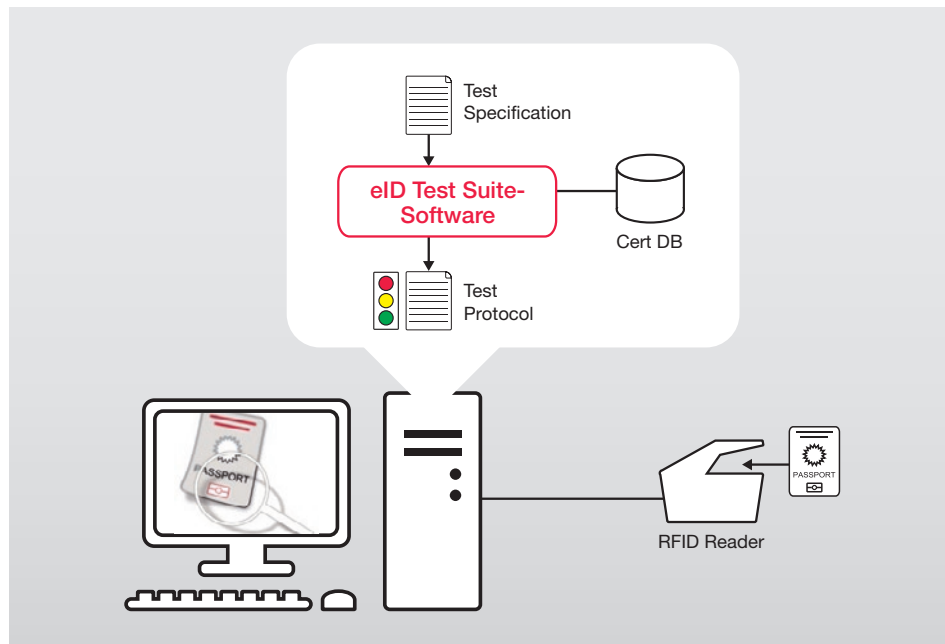 Test
Specification
eID Test Suite-
Software
Cert DB
Test
Protocol
PASSPORT
PASSPORT
RFID Reader